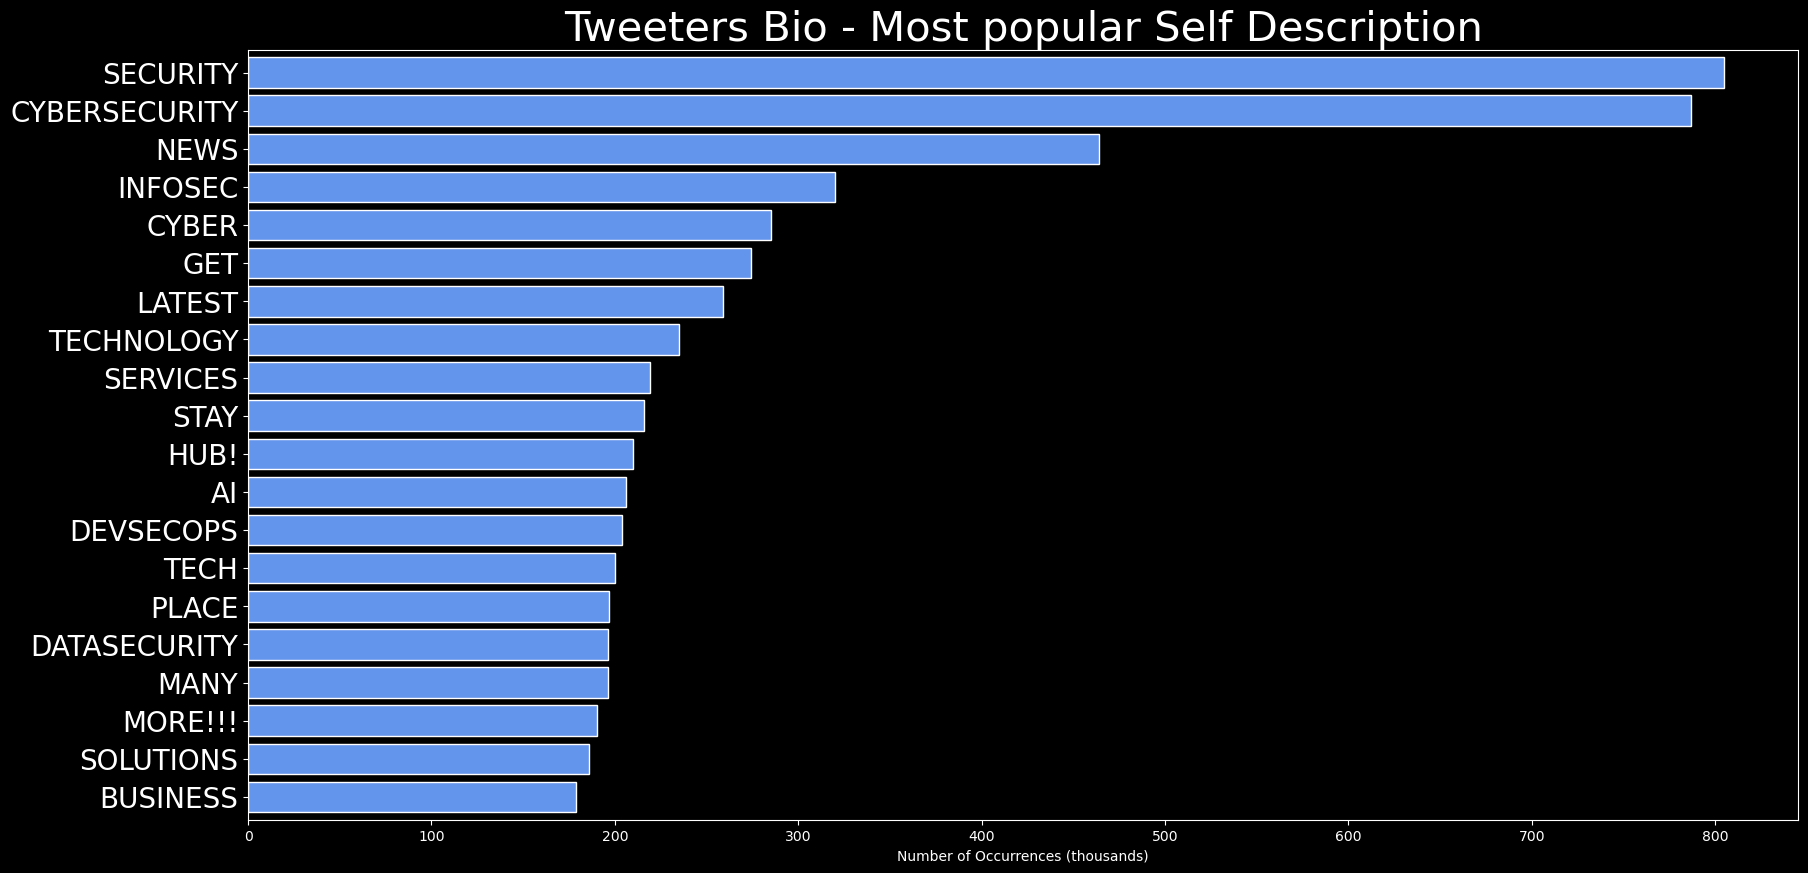 Tweeters Bio - Most popular Self Description
SECURITY
CYBERSECURITY
NEWS
INFOSEC
CYBER
GET
LATEST
TECHNOLOGY
SERVICES
STAY
HUB!
AI
DEVSECOPS
TECH
PLACE
DATASECURITY
MANY
MORE!!!
SOLUTIONS
BUSINESS
0 100 200 300 400 500 600 700 800
Number of Occurrences (thousands)